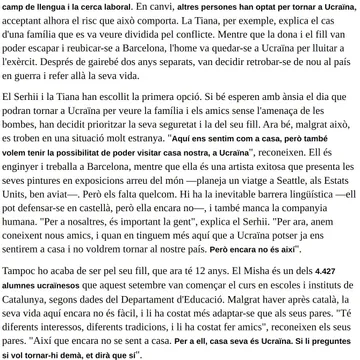 camp de llengua i la cerca laboral. En canvi, altres persones han optat per tornar a Ucraïna,
acceptant alhora el risc que això comporta. La Tiana, per exemple, explica el cas
d'una família que es va veure dividida pel conflicte. Mentre que la dona i el fill van
poder escapar i reubicar-se a Barcelona, l'home va quedar-se a Ucraïna per lluitar a
l'exèrcit. Després de gairebé dos anys separats, van decidir retrobar-se de nou al país
en guerra i refer allà la seva vida.
El Serhii i la Tiana han escollit la primera opció. Si bé esperen amb ànsia el dia que
podran tornar a Ucraïna per veure la família i els amics sense l'amenaça de les
bombes, han decidit prioritzar la seva seguretat i la del seu fill. Ara bé, malgrat això,
es troben en una situació molt estranya. "Aquí ens sentim com a casa, però també
volem tenir la possibilitat de poder visitar casa nostra, a Ucraïna", reconeixen. Ell és
enginyer i treballa a Barcelona, mentre que ella és una artista exitosa que presenta les
seves pintures en exposicions arreu del món —planeja un viatge a Seattle, als Estats
Units, ben aviat—. Però els falta quelcom. Hi ha la inevitable barrera lingüística —ell
pot defensar-se en castellà, però ella encara no—, i també manca la companyia
humana. "Per a nosaltres, és important la gent", explica el Serhii. "Per ara, anem
coneixent nous amics, i quan en tinguem més aquí que a Ucraïna potser ja ens
sentirem a casa i no voldrem tornar al nostre país. Però encara no és així".
Tampoc ho acaba de ser pel seu fill, que ara té 12 anys. El Misha és un dels 4.427
alumnes ucraïnesos que aquest setembre van començar el curs en escoles i instituts de
Catalunya, segons dades del Departament d'Educació. Malgrat haver après català, la
seva vida aquí encara no és fàcil, i li ha costat més adaptar-se que als seus pares. "Té
diferents interessos, diferents tradicions, i li ha costat fer amics", reconeixen els seus
pares. "Així que encara no se sent a casa. Per a ell, casa seva és Ucraïna. Si li preguntes
si vol tornar-hi demà, et dirà que sí".